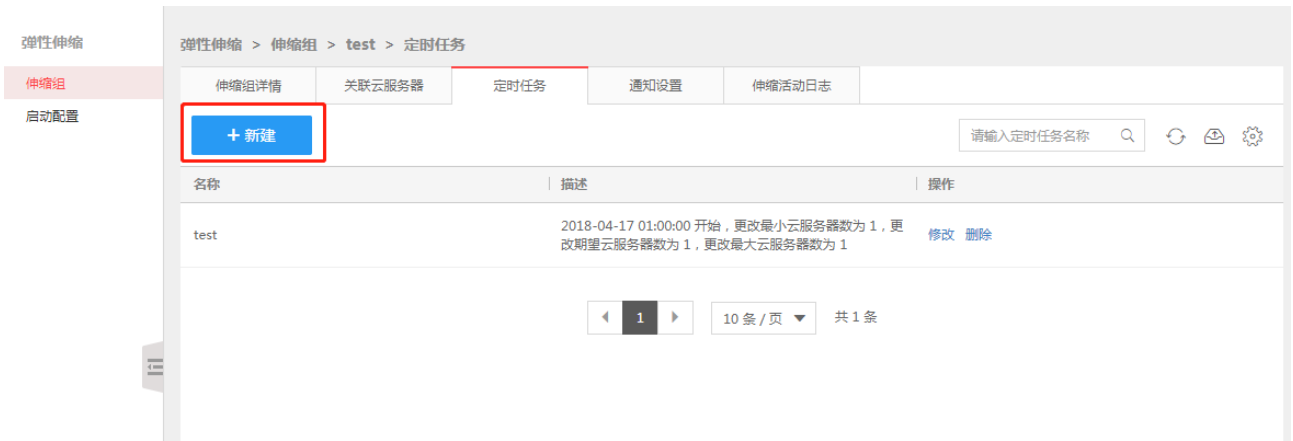 弹性伸缩
伸缩组
启动配置
弹性伸缩 > 伸缩组 > test > 定时任务
伸缩组详情 关联云服务器 定时任务 通知设置 伸缩活动日志
+ 新建 请输入定时任务名称
名称 描述 操作
test 2018-04-17 01:00:00 开始，更改最小云服务器数为 1，更 修改 删除
改期望云服务器数为 1，更改最大云服务器数为 1
1 10 条 / 页 共 1 条